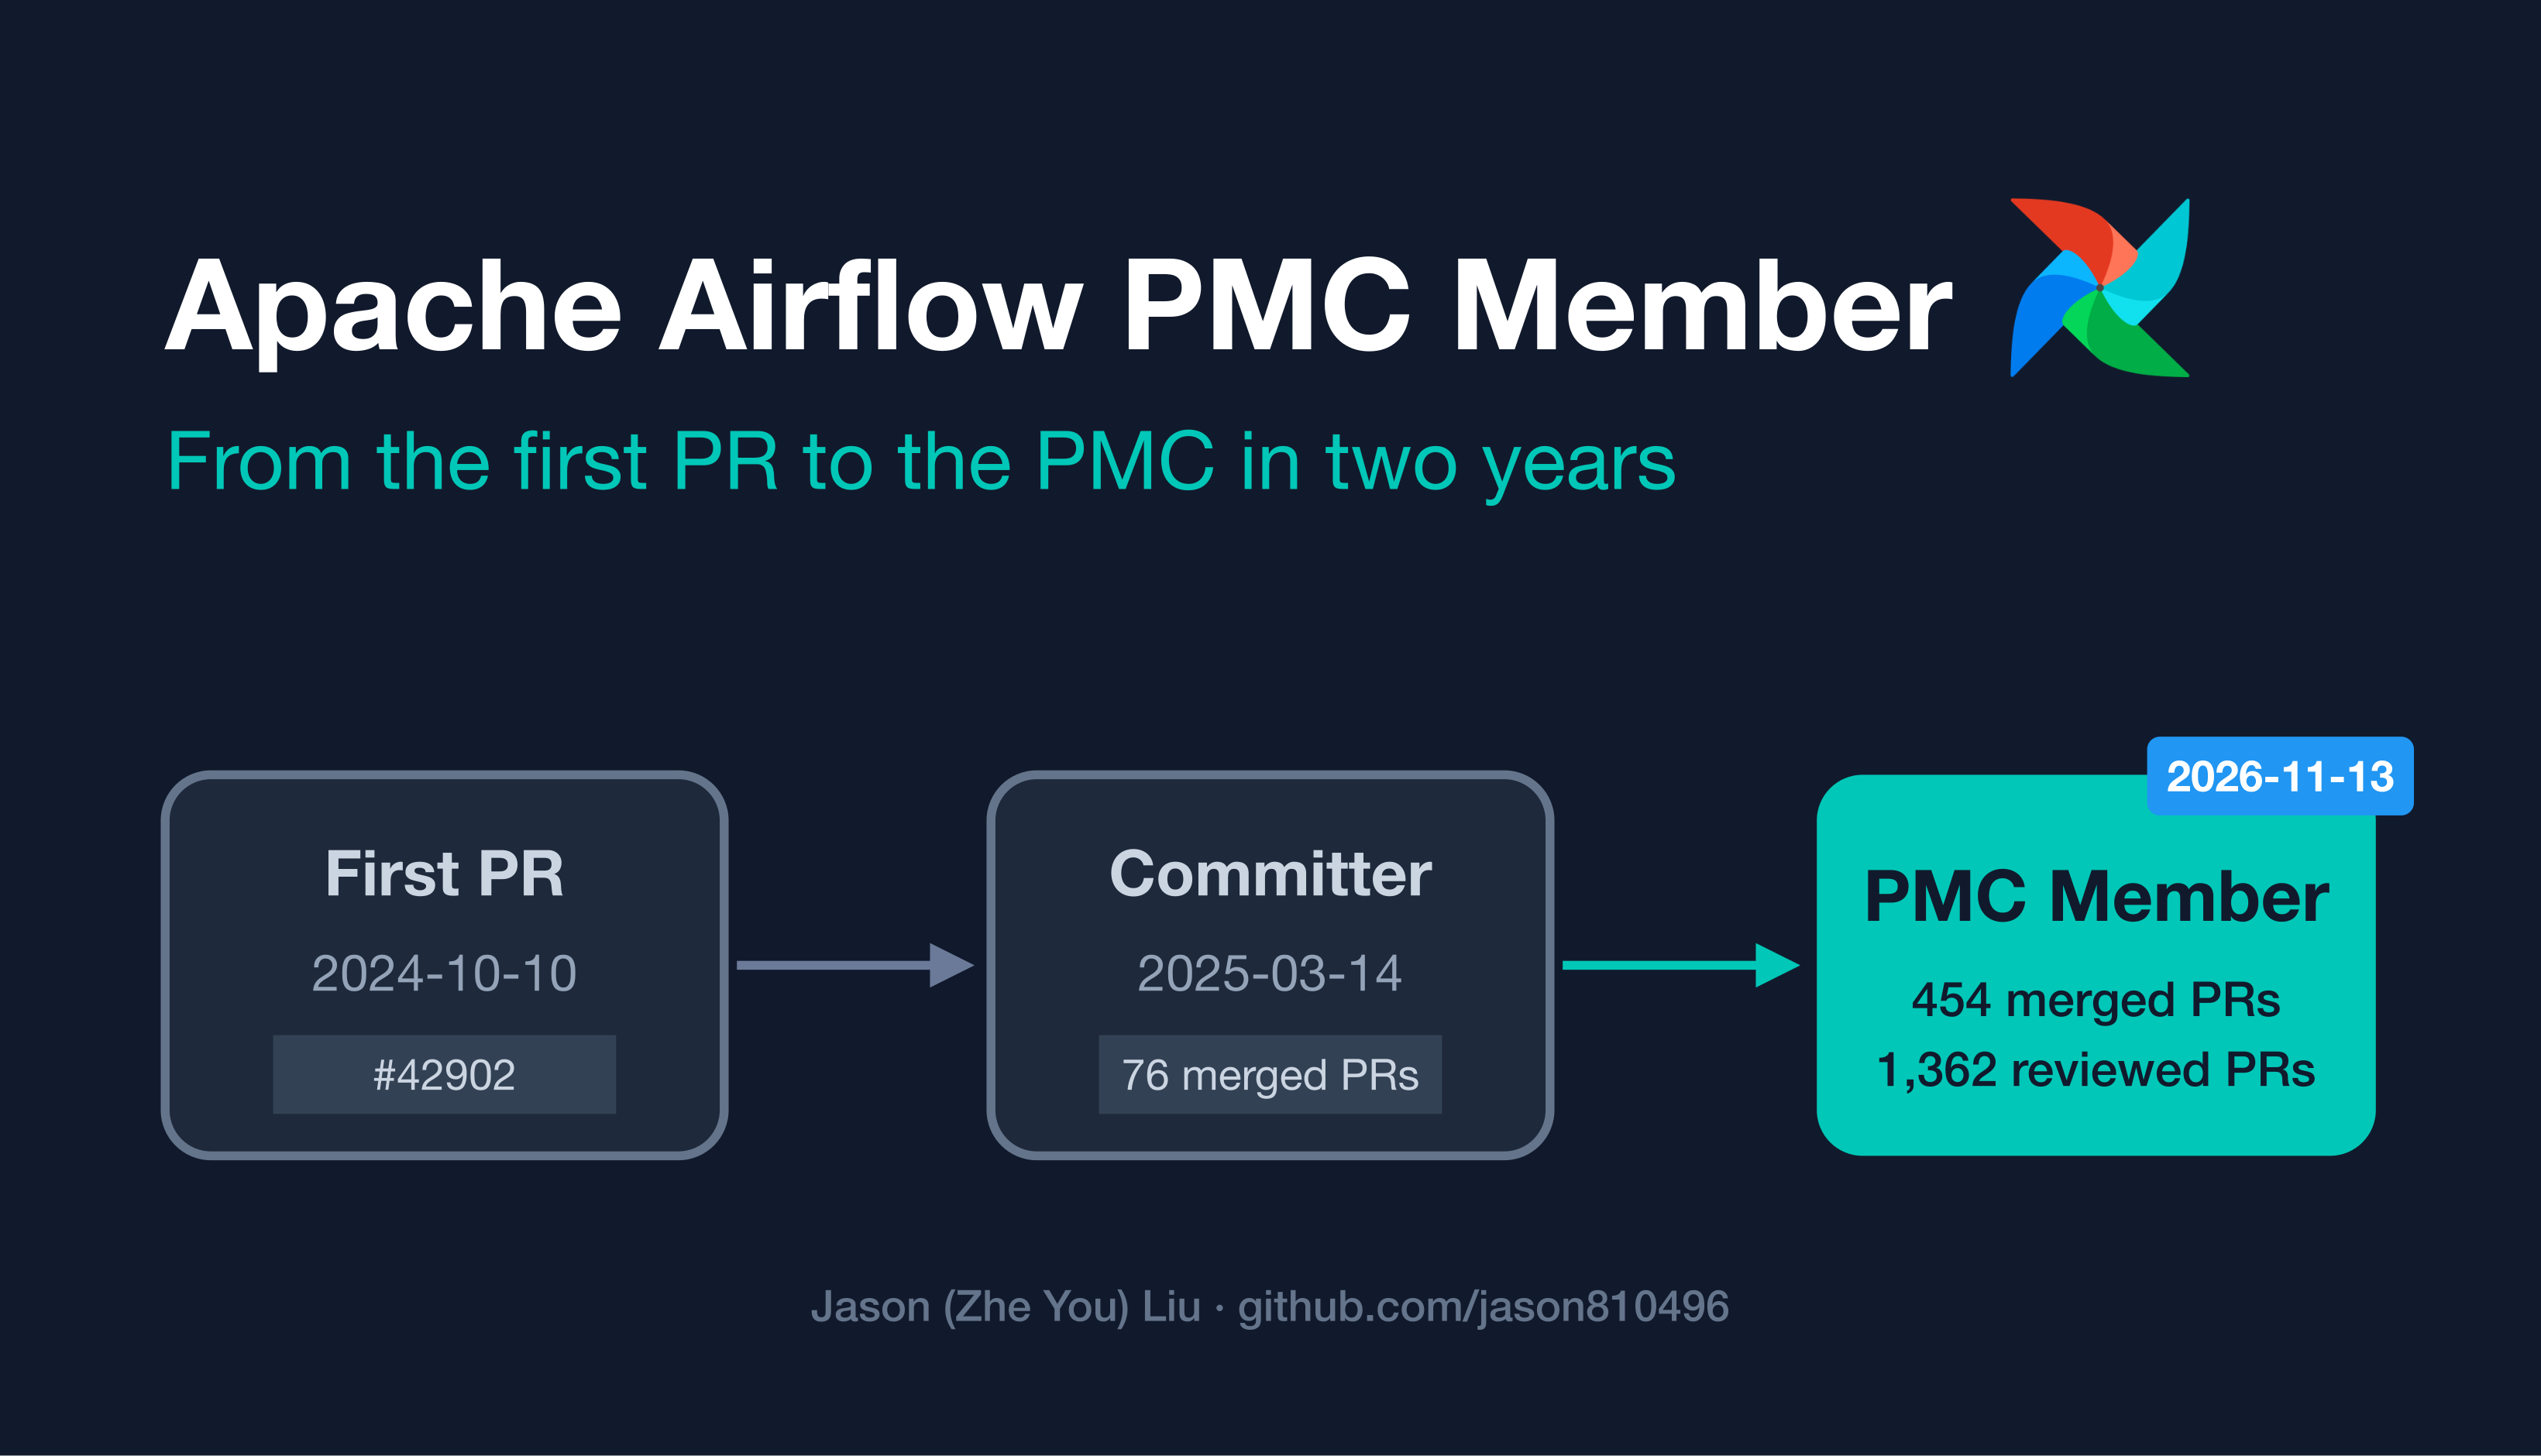 Apache Airflow PMC Member
From the first PR to the PMC in two years
First PR
2024-10-10
#42902
Committer
2025-03-14
76 merged PRs
2026-11-13
PMC Member
454 merged PRs
1,362 reviewed PRs
Jason (Zhe You) Liu · github.com/jason810496